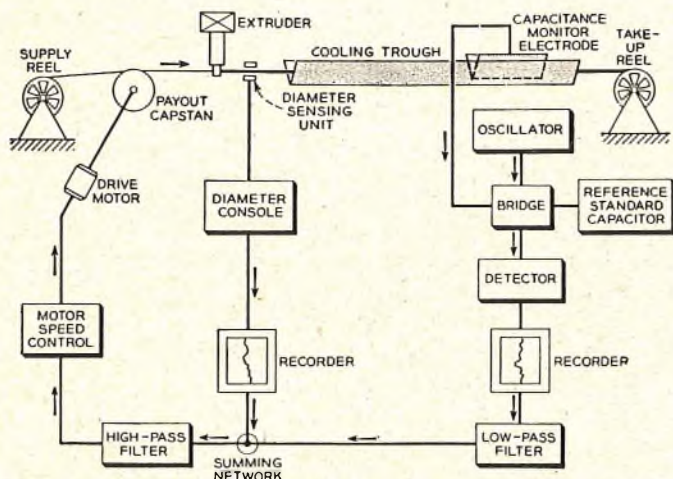 EXTRUDER
SUPPLY
REEL
COOLING TROUGH
CAPACITANCE
MONITOR
ELECTRODE
TAKE-
UP
REEL
PAYOUT
CAPSTAN
DIAMETER
SENSING
UNIT
DRIVE
MOTOR
OSCILLATOR
DIAMETER
CONSOLE
BRIDGE
REFERENCE
STANDARD
CAPACITOR
DETECTOR
MOTOR
SPEED
CONTROL
RECORDER
RECORDER
HIGH-PASS
FILTER
SUMMING
NETWORK
LOW-PASS
FILTER